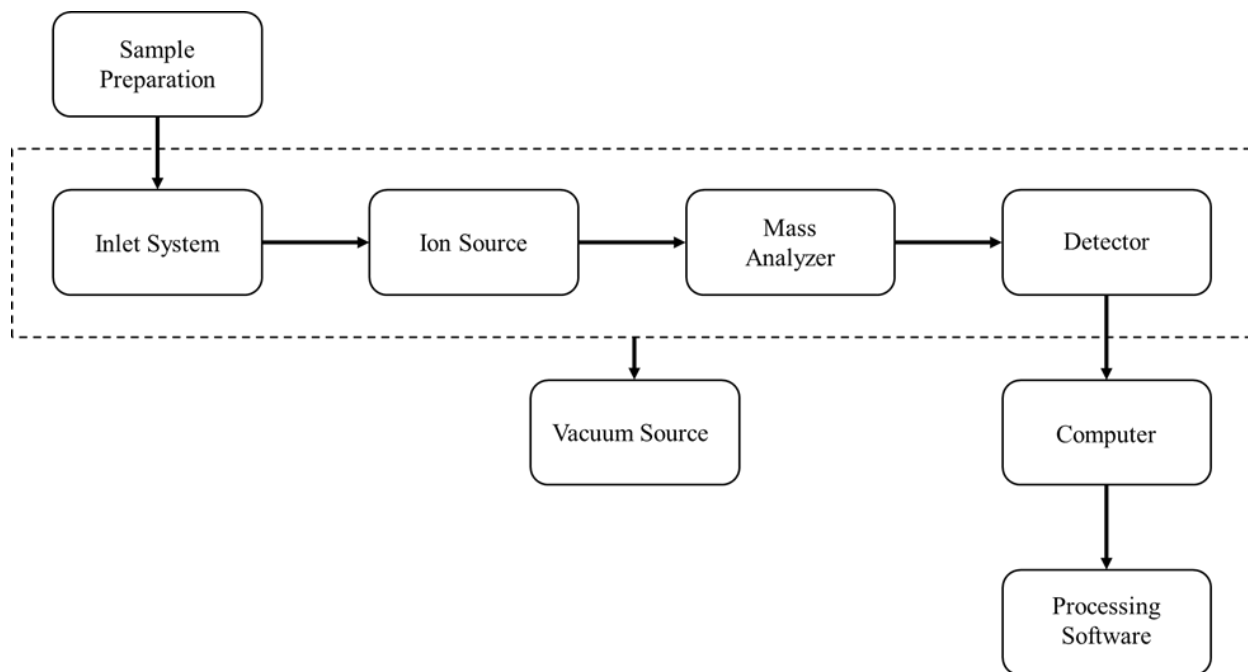 Sample
Preparation
Inlet System
Ion Source
Mass
Analyzer
Detector
Vacuum Source
Computer
Processing
Software